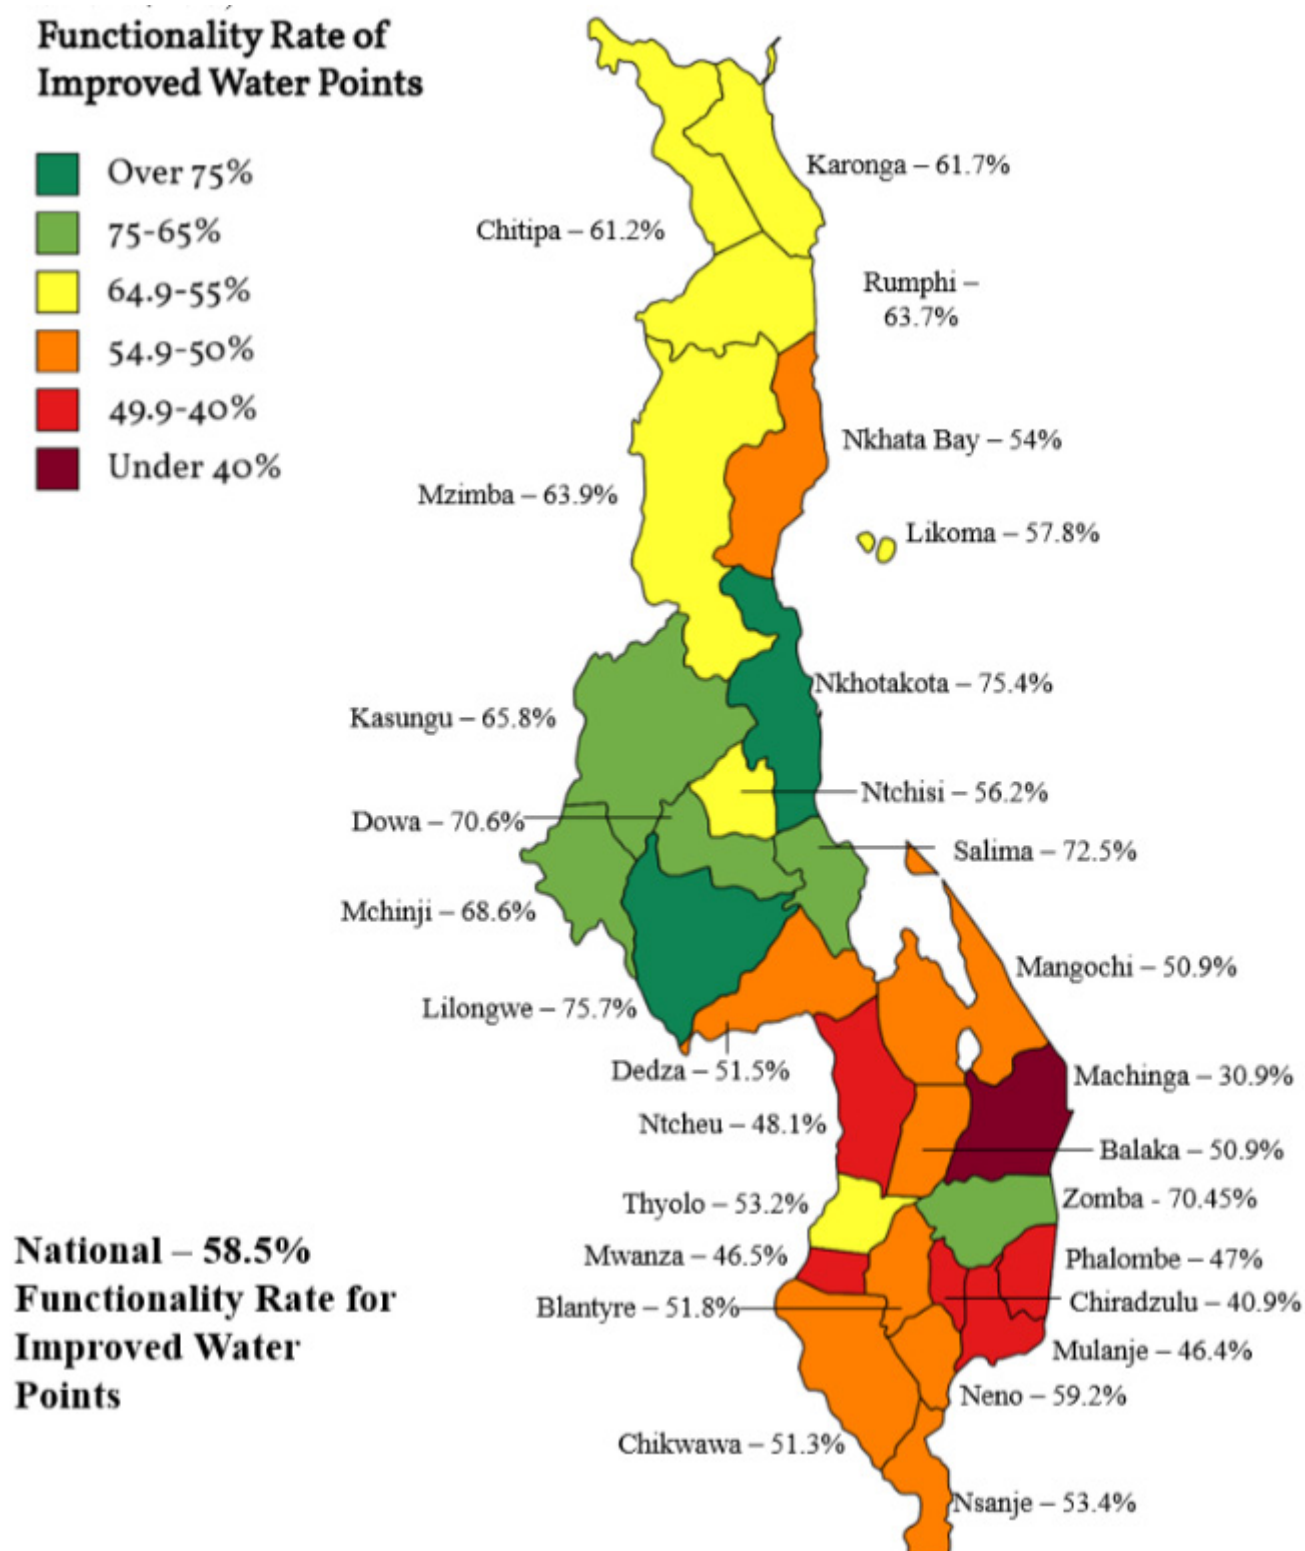 Functionality Rate of
Improved Water Points
Over 75%
75-65%
64.9-55%
54.9-50%
49.9-40%
Under 40%
Karonga – 61.7%
Chitipa – 61.2%
Rumphi –
63.7%
Nkhata Bay – 54%
Mzimba – 63.9%
Likoma – 57.8%
Nkhotakota – 75.4%
Kasungu – 65.8%
Ntchisi – 56.2%
Dowa – 70.6%
Salima – 72.5%
Mchinji – 68.6%
Mangochi – 50.9%
Lilongwe – 75.7%
Dedza – 51.5%
Machinga – 30.9%
Ntcheu – 48.1%
Balaka – 50.9%
Thyolo – 53.2%
Zomba - 70.45%
Mwanza – 46.5%
Phalombe – 47%
Blantyre – 51.8%
Chiradzulu – 40.9%
Mulanje – 46.4%
Neno – 59.2%
Chikwawa – 51.3%
Nsanje – 53.4%
National – 58.5%
Functionality Rate for
Improved Water
Points